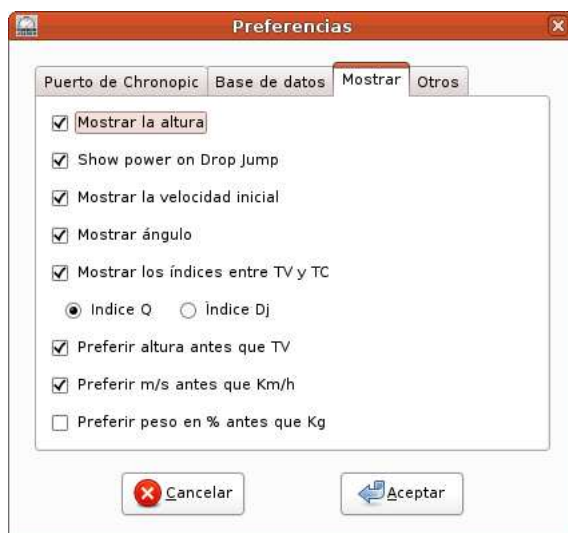 Preferencias
Puerto de Chronopic Base de datos Mostrar Otros
Mostrar la altura
Show power on Drop Jump
Mostrar la velocidad inicial
Mostrar ángulo
Mostrar los índices entre TV y TC
Indice Q Ìndice Dj
Preferir altura antes que TV
Preferir m/s antes que Km/h
Preferir peso en % antes que Kg
Cancelar Aceptar